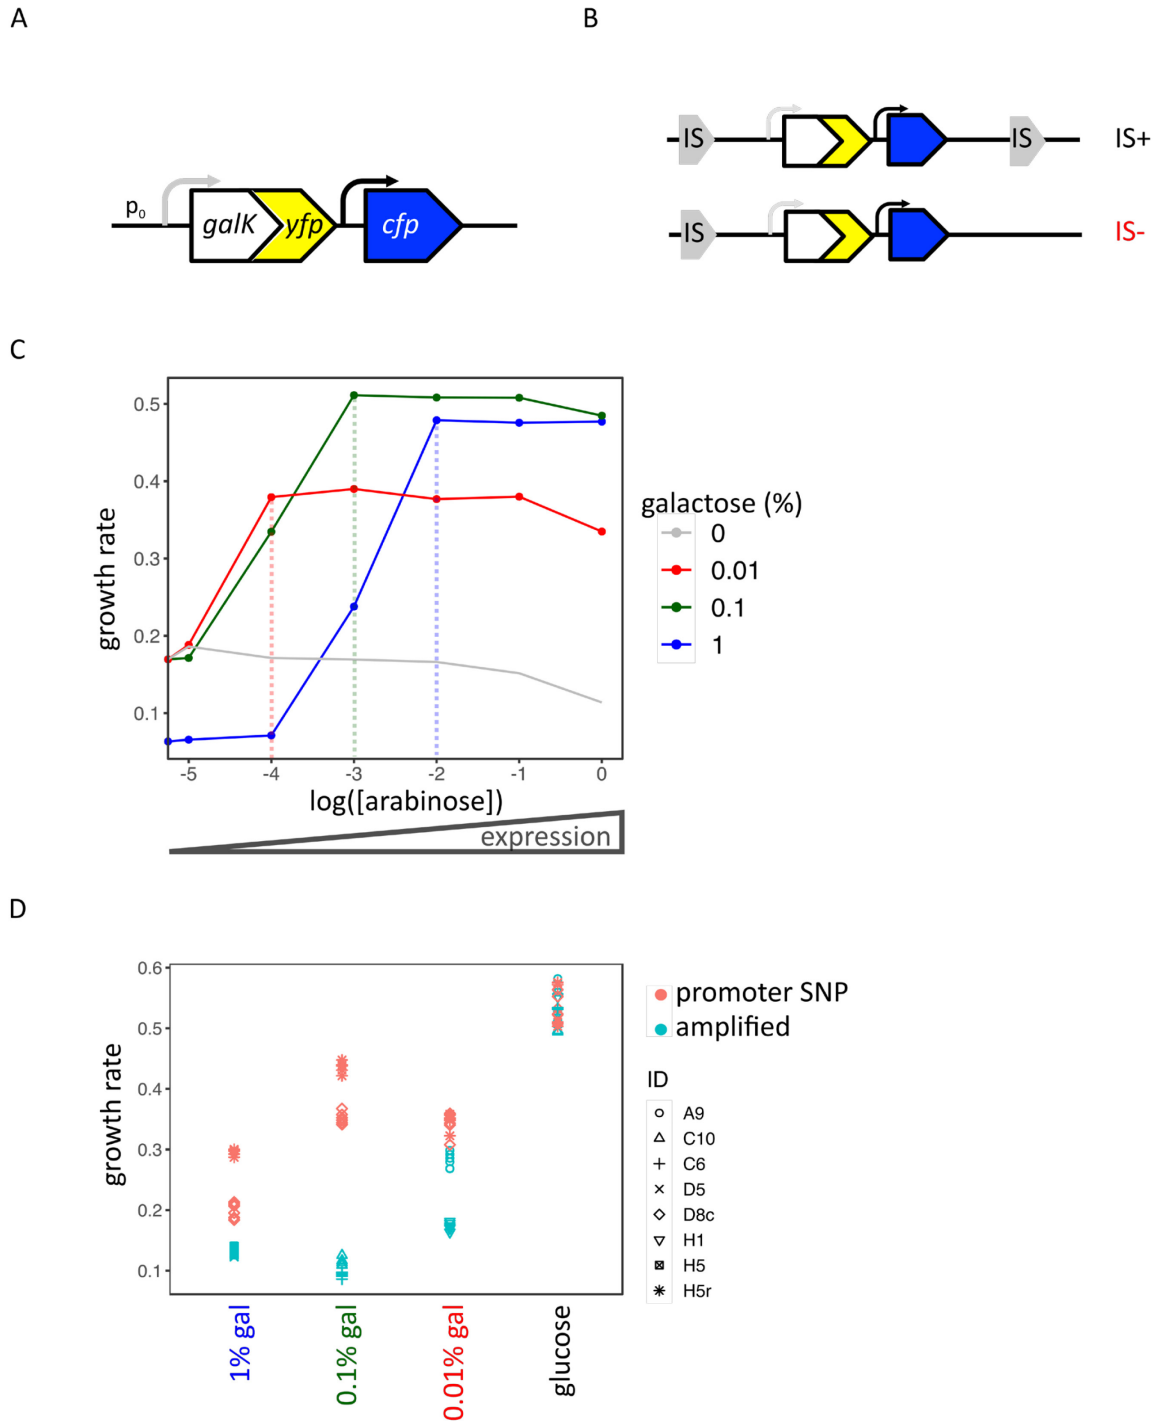 A
B
p0
galK
yfp
cfp
IS
IS
IS+
IS
IS-
C
0.5
0.4
0.3
0.2
0.1
growth rate
-5
-4
-3
-2
-1
0
log([arabinose])
expression
galactose (%)
0
0.01
0.1
1
D
0.6
0.5
0.4
0.3
0.2
0.1
growth rate
1% gal
0.1% gal
0.01% gal
glucose
promoter SNP
amplified
ID
A9
C10
C6
D5
D8c
H1
H5
H5r